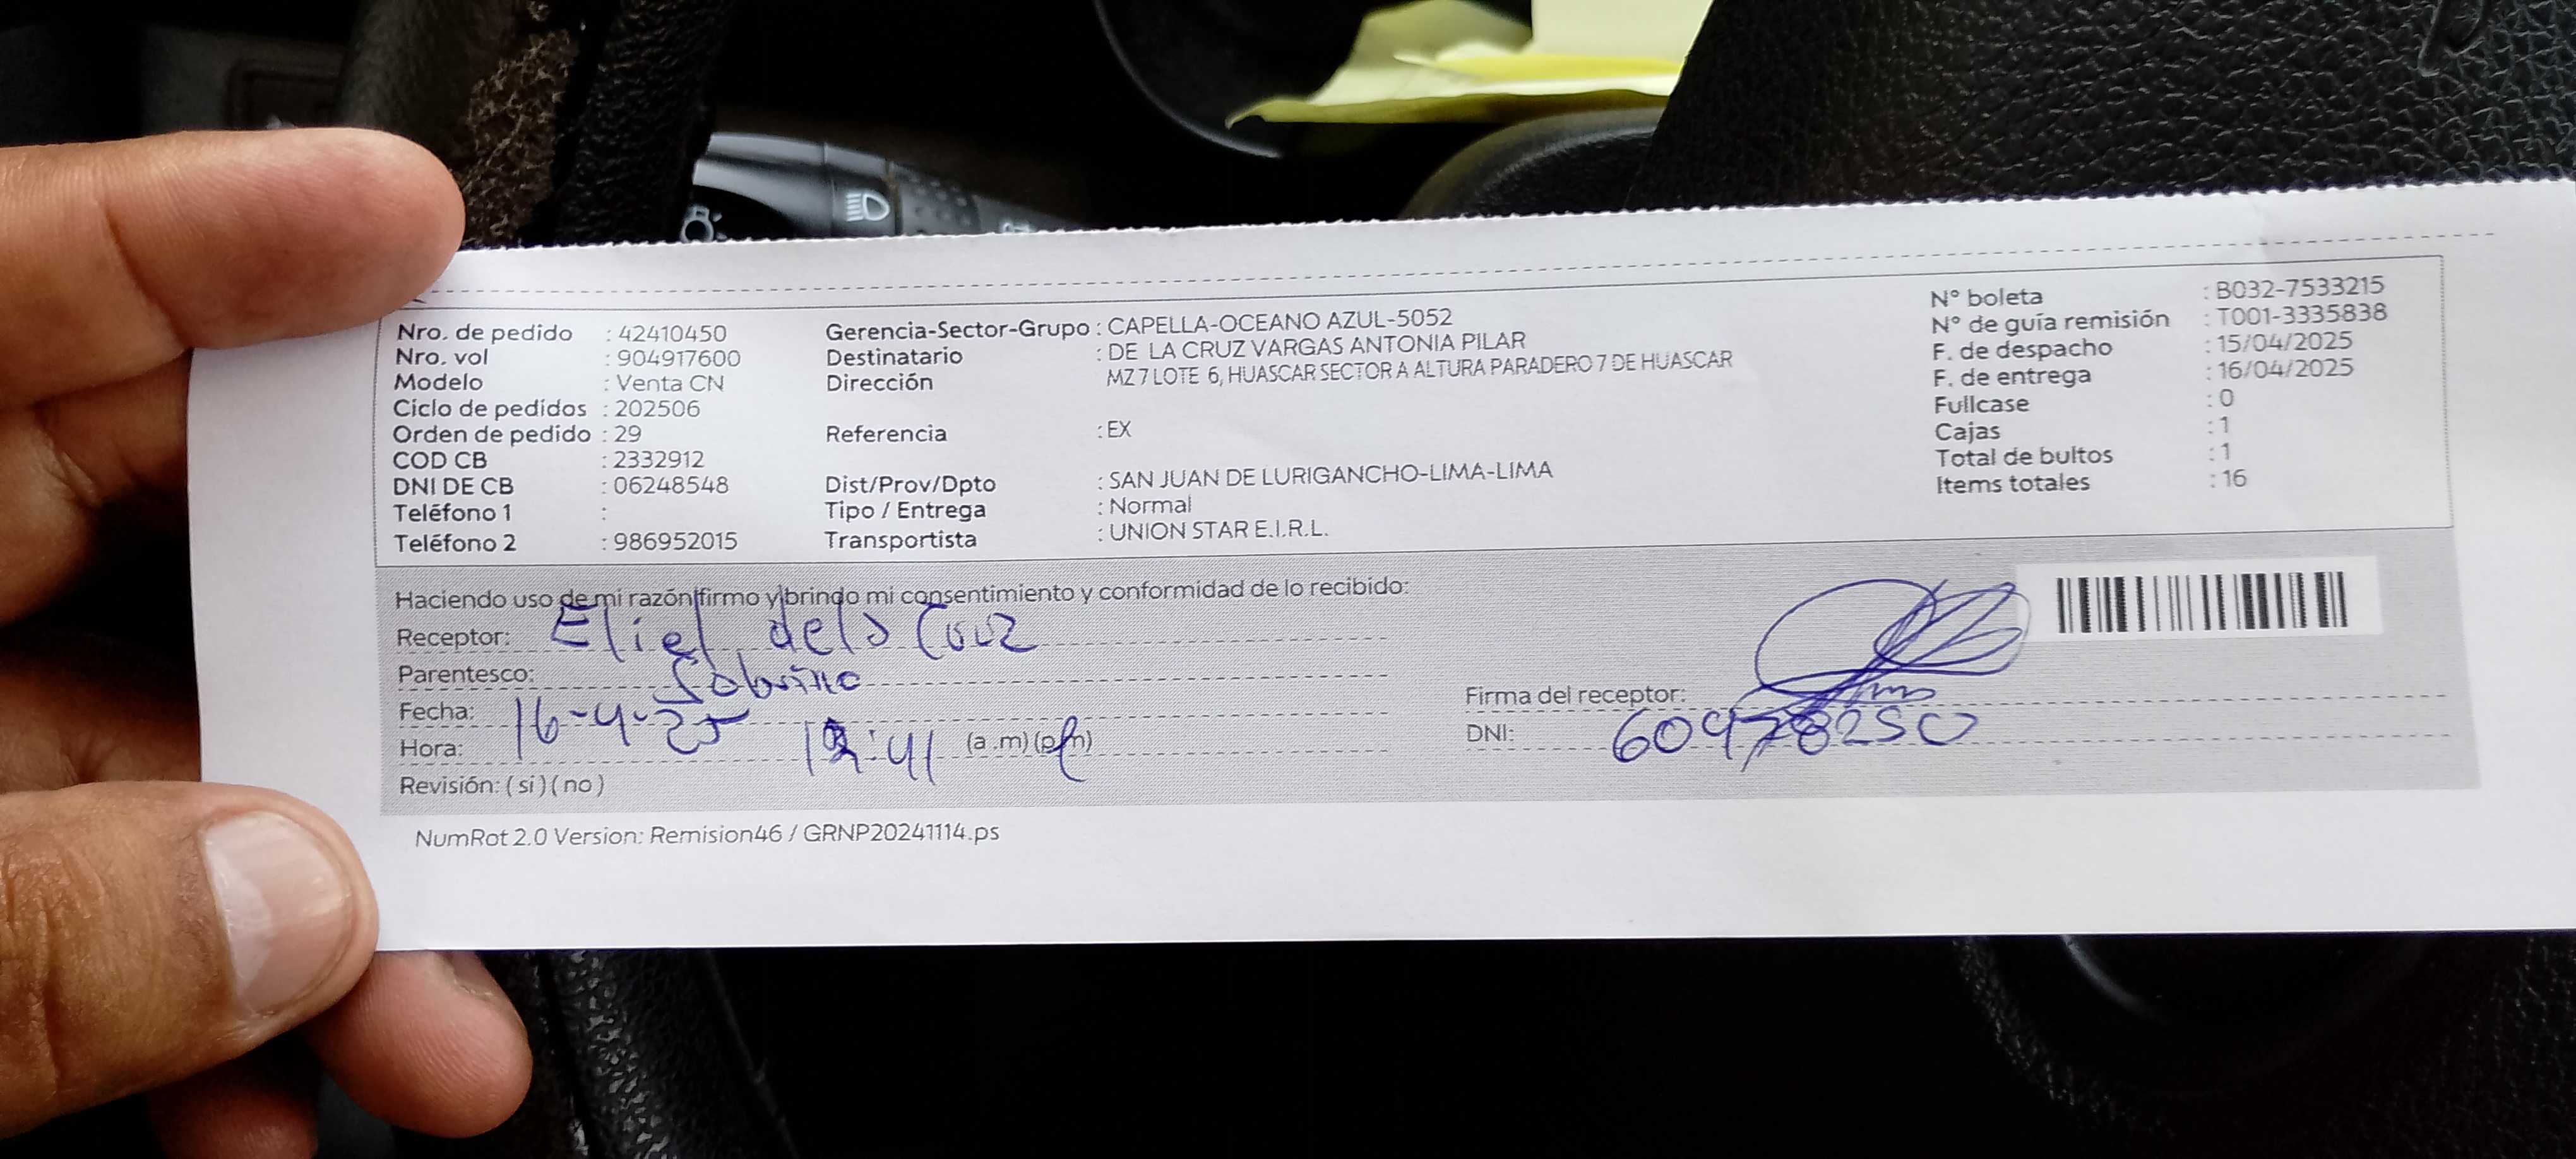 Nro. de pedido : 42410450
Nro. vol : 904917600
Modelo : Venta CN
Ciclo de pedidos : 202506
Orden de pedido : 29
COD CB : 2332912
DNI DE CB : 06248548
Teléfono 1 :
Teléfono 2 : 986952015
Gerencia-Sector-Grupo : CAPELLA-OCEANO AZUL-5052
Destinatario : DE LA CRUZ VARGAS ANTONIA PILAR
Dirección MZ 7 LOTE 6, HUASCAR SECTOR A ALTURA PARADERO 7 DE HUASCAR
Referencia : EX
Dist/Prov/Dpto : SAN JUAN DE LURIGANCHO-LIMA-LIMA
Tipo / Entrega : Normal
Transportista : UNION STAR E.I.R.L.
N° boleta : B032-7533215
N° de guía remisión : T001-3335838
F. de despacho : 15/04/2025
F. de entrega : 16/04/2025
Fullcase : 0
Cajas : 1
Total de bultos : 1
Items totales : 16
Haciendo uso de mi razón firmo y brindo mi consentimiento y conformidad de lo recibido:
Receptor: Eliel dela Cruz
Parentesco: Sobrino
Fecha: 16-4-25
Hora: (a.m) (p.m)
Revisión: ( si ) ( no )
Firma del receptor:
DNI: 60478250
NumRot 2.0 Version: Remision46 / GRNP20241114.ps